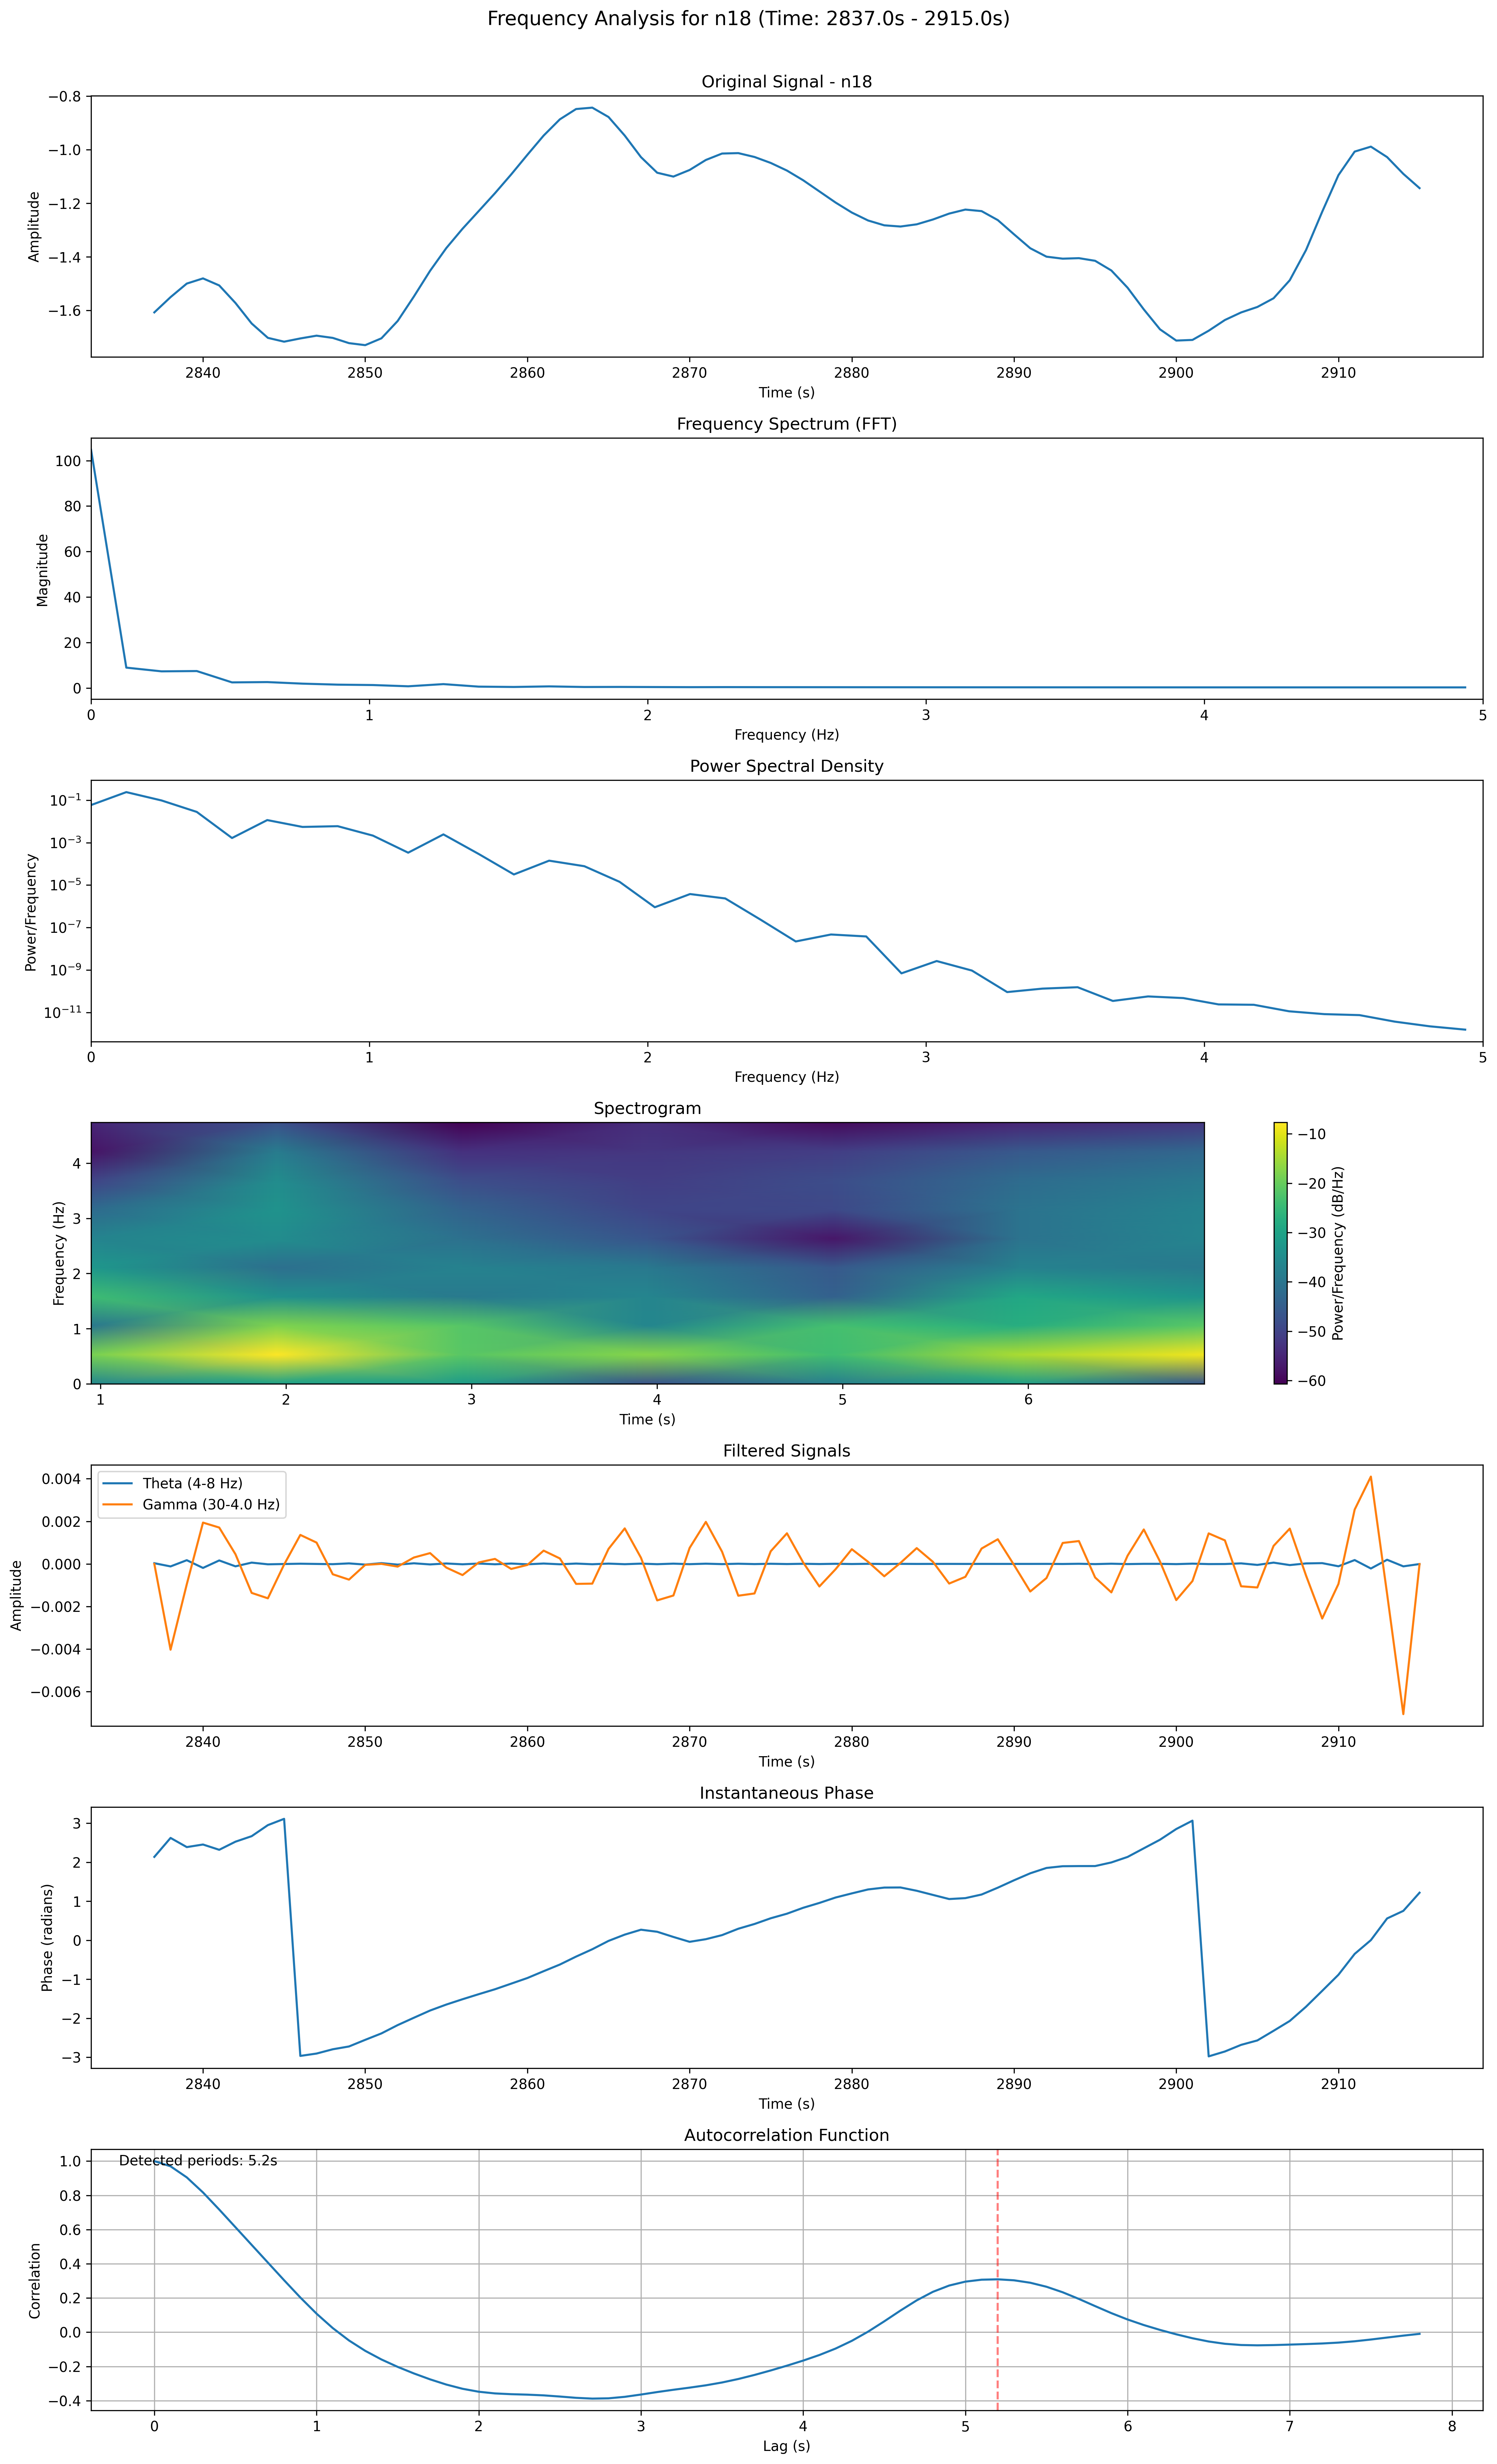 Frequency Analysis for n18 (Time: 2837.0s - 2915.0s)
Original Signal - n18
−0.8
−1.0
−1.2
−1.4
−1.6
Amplitude
2840 2850 2860 2870 2880 2890 2900 2910
Time (s)
Frequency Spectrum (FFT)
100
80
60
40
20
0
Magnitude
0 1 2 3 4 5
Frequency (Hz)
Power Spectral Density
10⁻¹
10⁻³
10⁻⁵
10⁻⁷
10⁻⁹
10⁻¹¹
Power/Frequency
0 1 2 3 4 5
Frequency (Hz)
Spectrogram
4
3
2
1
0
Frequency (Hz)
1 2 3 4 5 6
Time (s)
−10
−20
−30
−40
−50
−60
Power/Frequency (dB/Hz)
Filtered Signals
Theta (4-8 Hz)
Gamma (30-4.0 Hz)
0.004
0.002
0.000
−0.002
−0.004
−0.006
Amplitude
2840 2850 2860 2870 2880 2890 2900 2910
Time (s)
Instantaneous Phase
3
2
1
0
−1
−2
−3
Phase (radians)
2840 2850 2860 2870 2880 2890 2900 2910
Time (s)
Autocorrelation Function
Detected periods: 5.2s
1.0
0.8
0.6
0.4
0.2
0.0
−0.2
−0.4
Correlation
0 1 2 3 4 5 6 7 8
Lag (s)